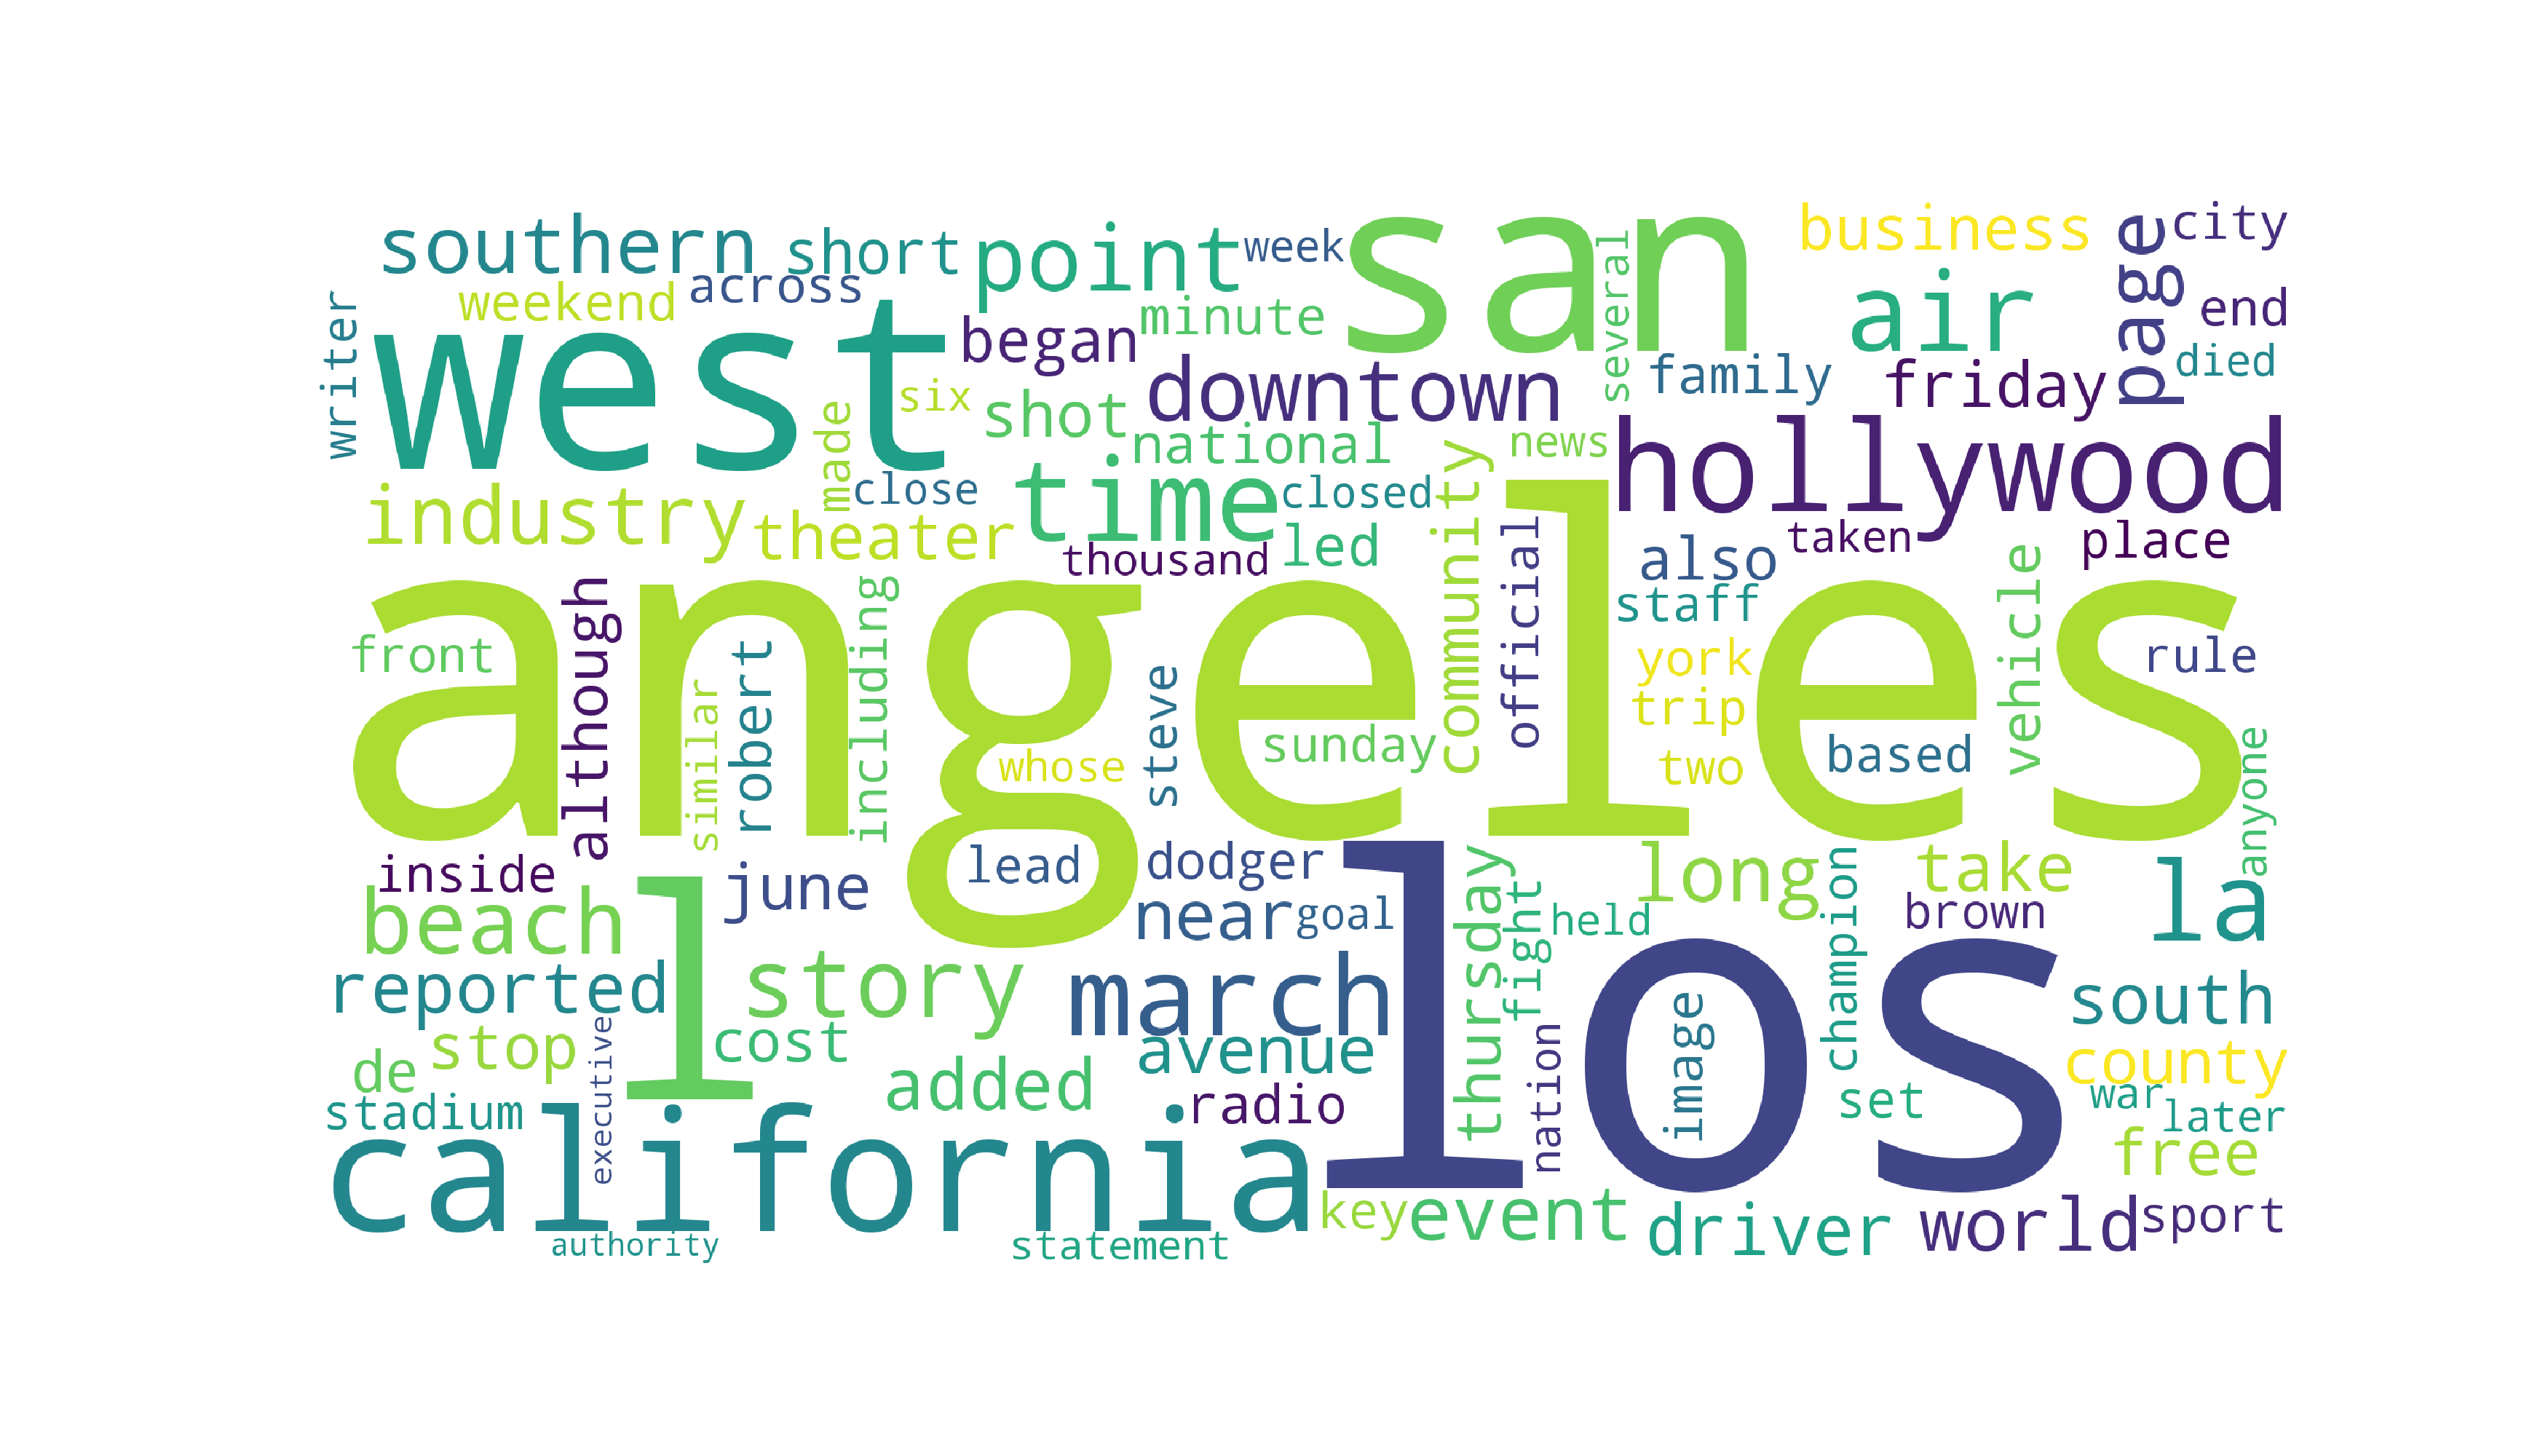 southern
short
point
week
san
several
business
page
city
weekend
across
west
writer
began
minute
air
end
died
six
made
shot
downtown
family
friday
national
news
hollywood
industry
close
theater
time
closed
thousand
led
community
official
also
taken
place
staff
vehicle
angeles
although
front
similar
robert
including
whose
steve
sunday
york
trip
two
based
rule
anyone
inside
lead
dodger
june
l
beach
near
goal
thursday
fight
held
long
champion
take
brown
la
reported
story
march
los
image
south
stop
executive
cost
added
avenue
nation
county
de
stadium
radio
set
war
later
california
free
key
event
driver
world
sport
authority
statement